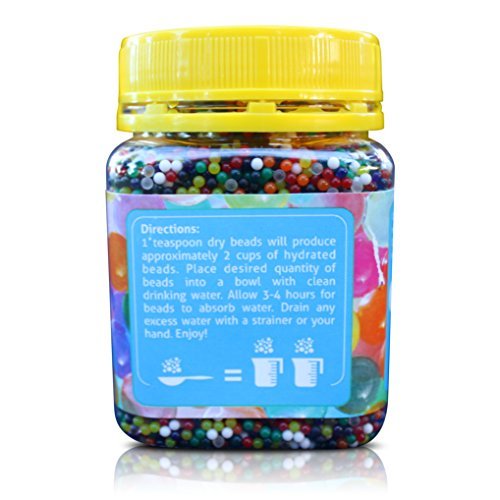 Directions:
1 teaspoon dry beads will produce
approximately 2 cups of hydrated
beads. Place desired quantity of
beads into a bowl with clean
drinking water. Allow 3-4 hours for
beads to absorb water. Drain any
excess water with a strainer or your
hand. Enjoy!
=